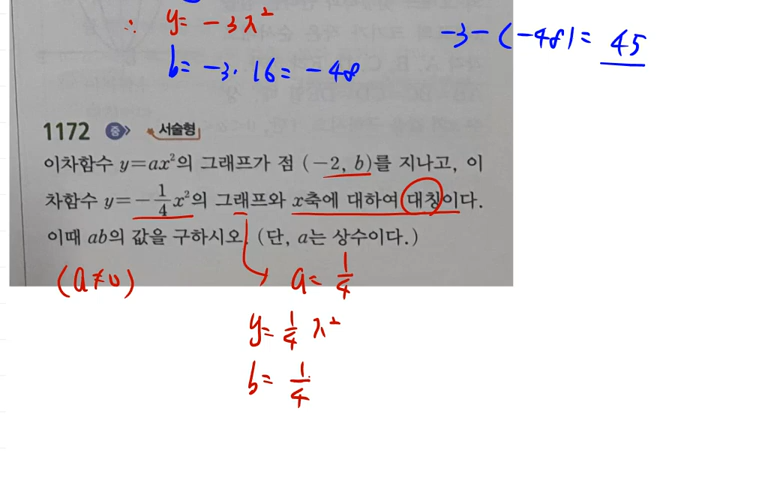 ∴ y = -3x²
b = -3 · 16 = -48
-3 - (-48) = 45
1172 중 서술형
이차함수 y=ax²의 그래프가 점 (-2, b)를 지나고, 이
차함수 y=-1/4x²의 그래프와 x축에 대하여 대칭이다.
이때 ab의 값을 구하시오. (단, a는 상수이다.)
(a≠0)
a = 1/4
y = 1/4 x²
b = 1/4